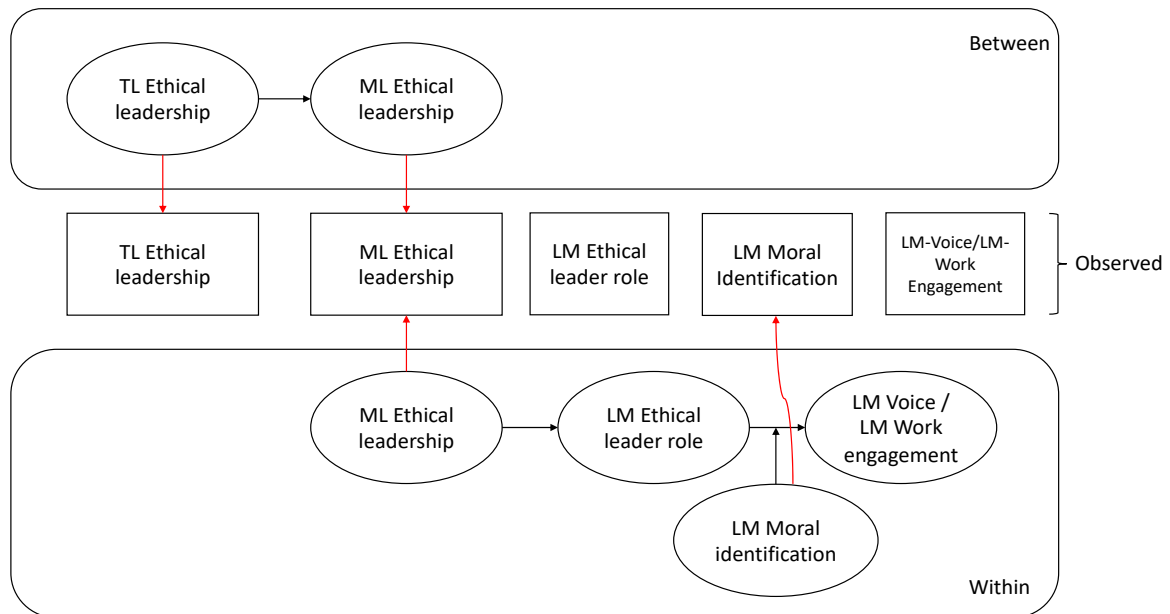 Between
TL Ethical
leadership
ML Ethical
leadership
TL Ethical
leadership
ML Ethical
leadership
LM Ethical
leader role
LM Moral
Identification
LM-Voice/LM-
Work
Engagement
Observed
ML Ethical
leadership
LM Ethical
leader role
LM Voice /
LM Work
engagement
LM Moral
identification
Within